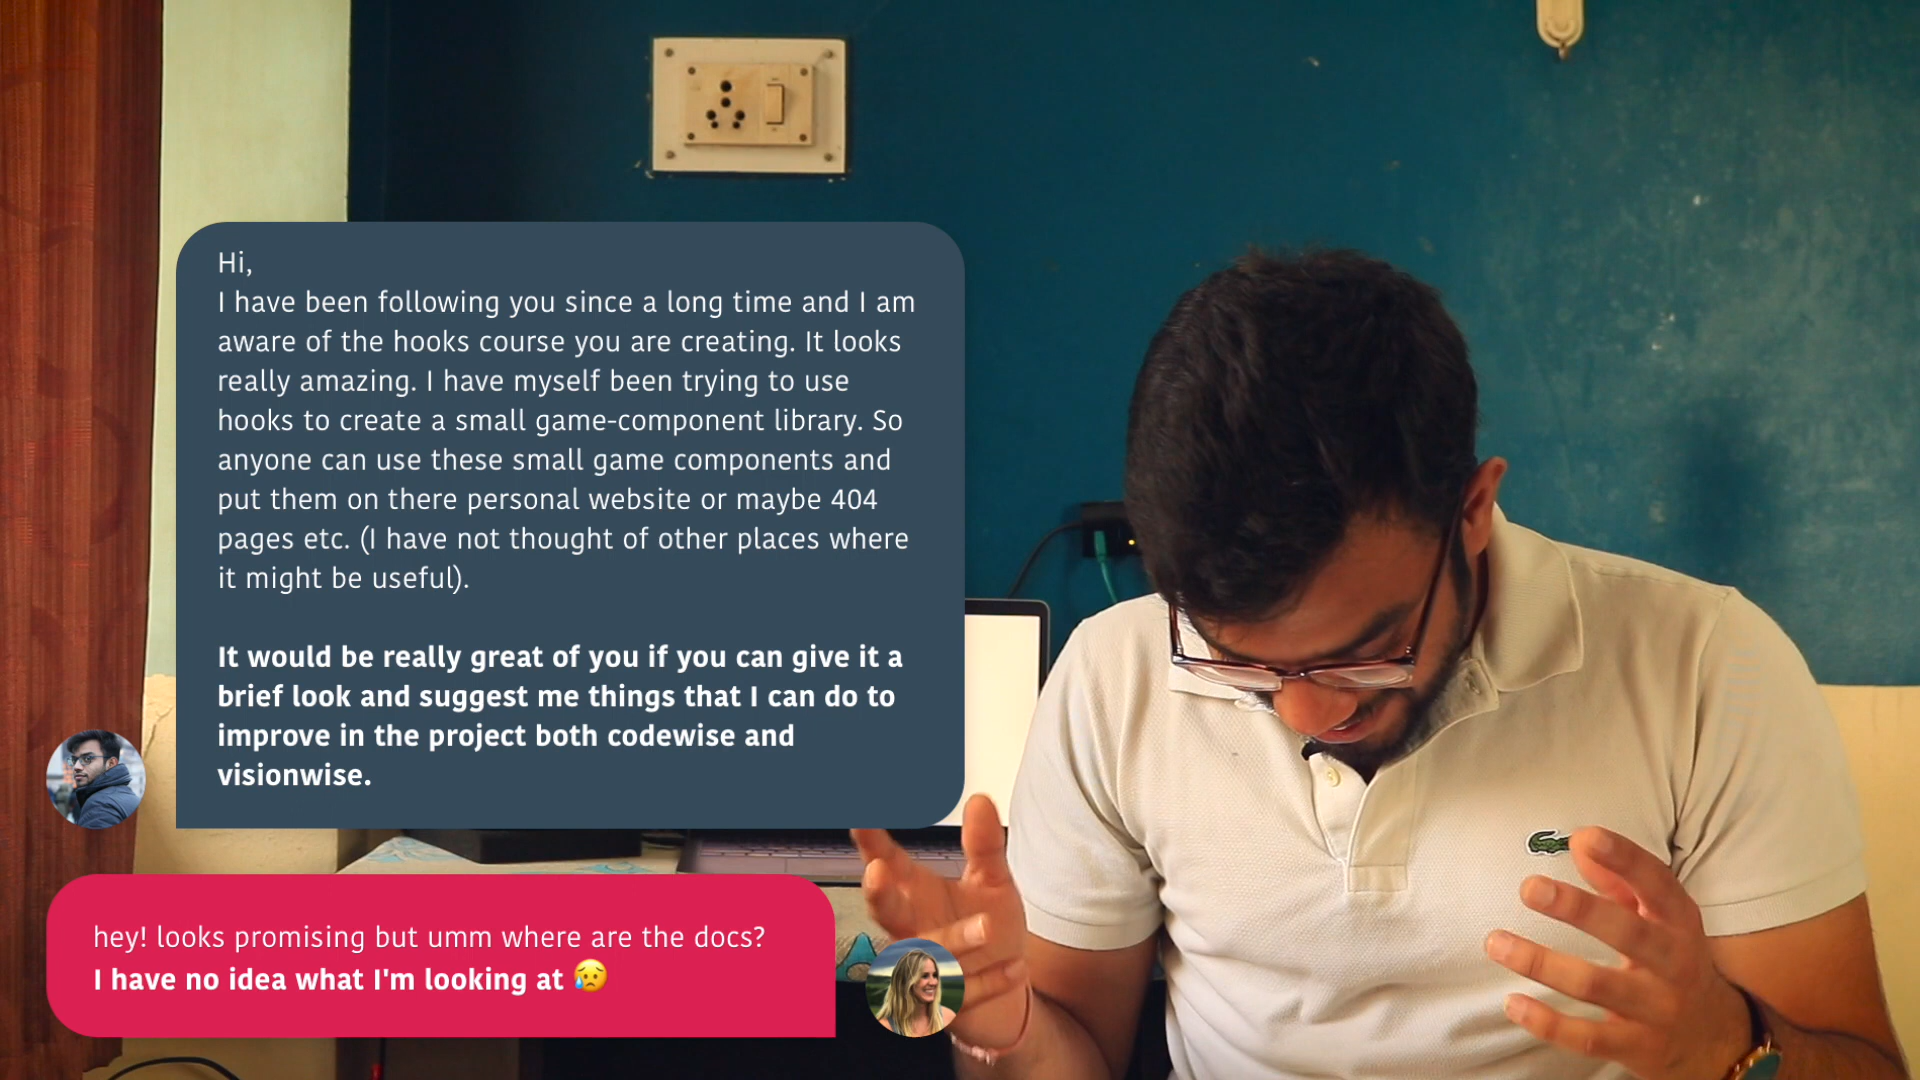 Hi,
I have been following you since a long time and I am
aware of the hooks course you are creating. It looks
really amazing. I have myself been trying to use
hooks to create a small game-component library. So
anyone can use these small game components and
put them on there personal website or maybe 404
pages etc. (I have not thought of other places where
it might be useful).
It would be really great of you if you can give it a
brief look and suggest me things that I can do to
improve in the project both codewise and
visionwise.
hey! looks promising but umm where are the docs?
I have no idea what I'm looking at 😥